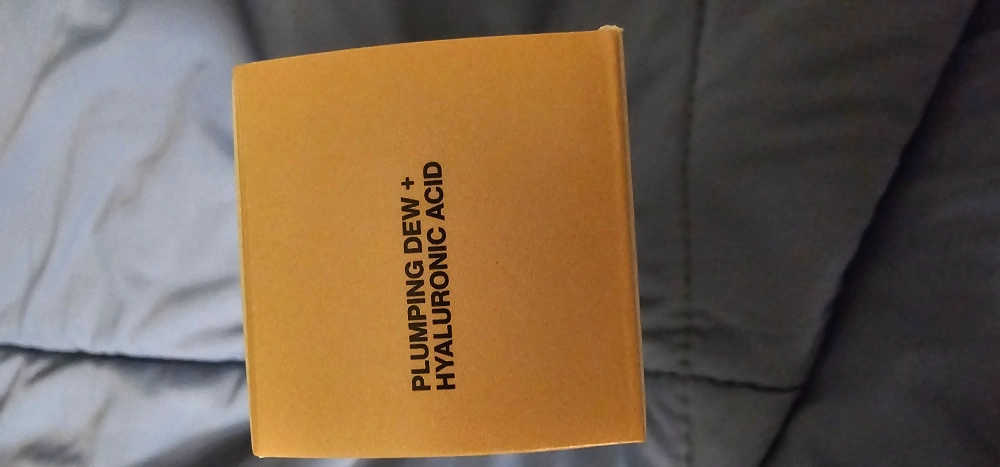 PLUMPING DEW +
HYALURONIC ACID